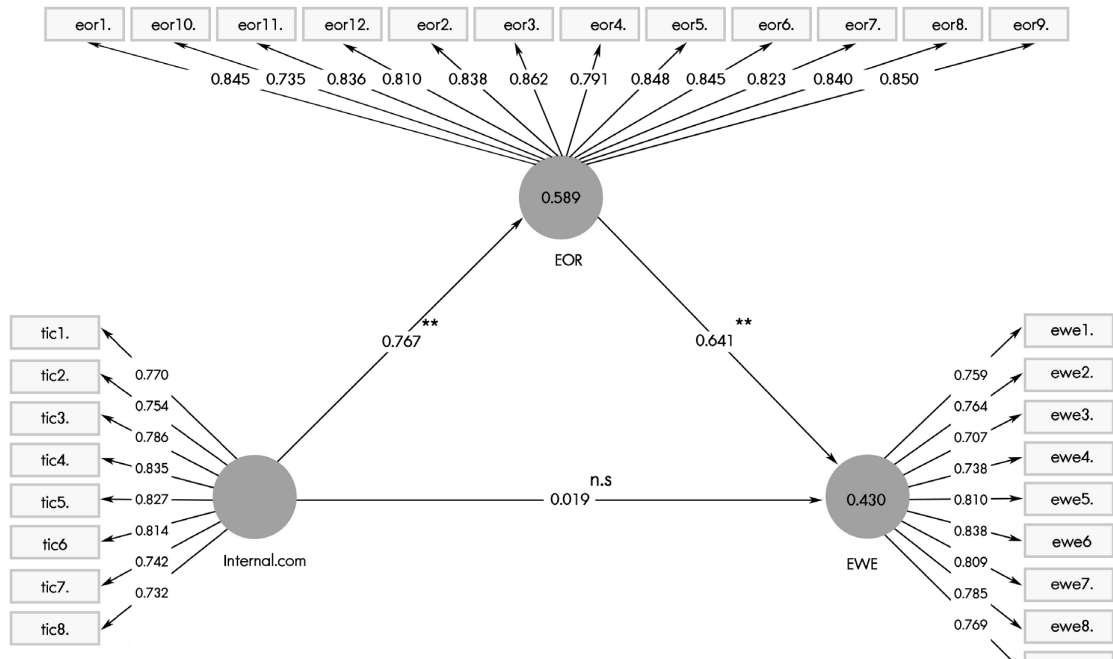 eor1. eor10. eor11. eor12. eor2. eor3. eor4. eor5. eor6. eor7. eor8. eor9.
0.845 0.735 0.836 0.810 0.838 0.862 0.791 0.848 0.845 0.823 0.840 0.850
0.589
EOR
**
0.767
**
0.641
tic1.
tic2.
tic3.
tic4.
tic5.
tic6
tic7.
tic8.
0.770
0.754
0.786
0.835
0.827
0.814
0.742
0.732
Internal.com
n.s
0.019
0.430
EWE
0.759
0.764
0.707
0.738
0.810
0.838
0.809
0.785
0.769
ewe1.
ewe2.
ewe3.
ewe4.
ewe5.
ewe6
ewe7.
ewe8.